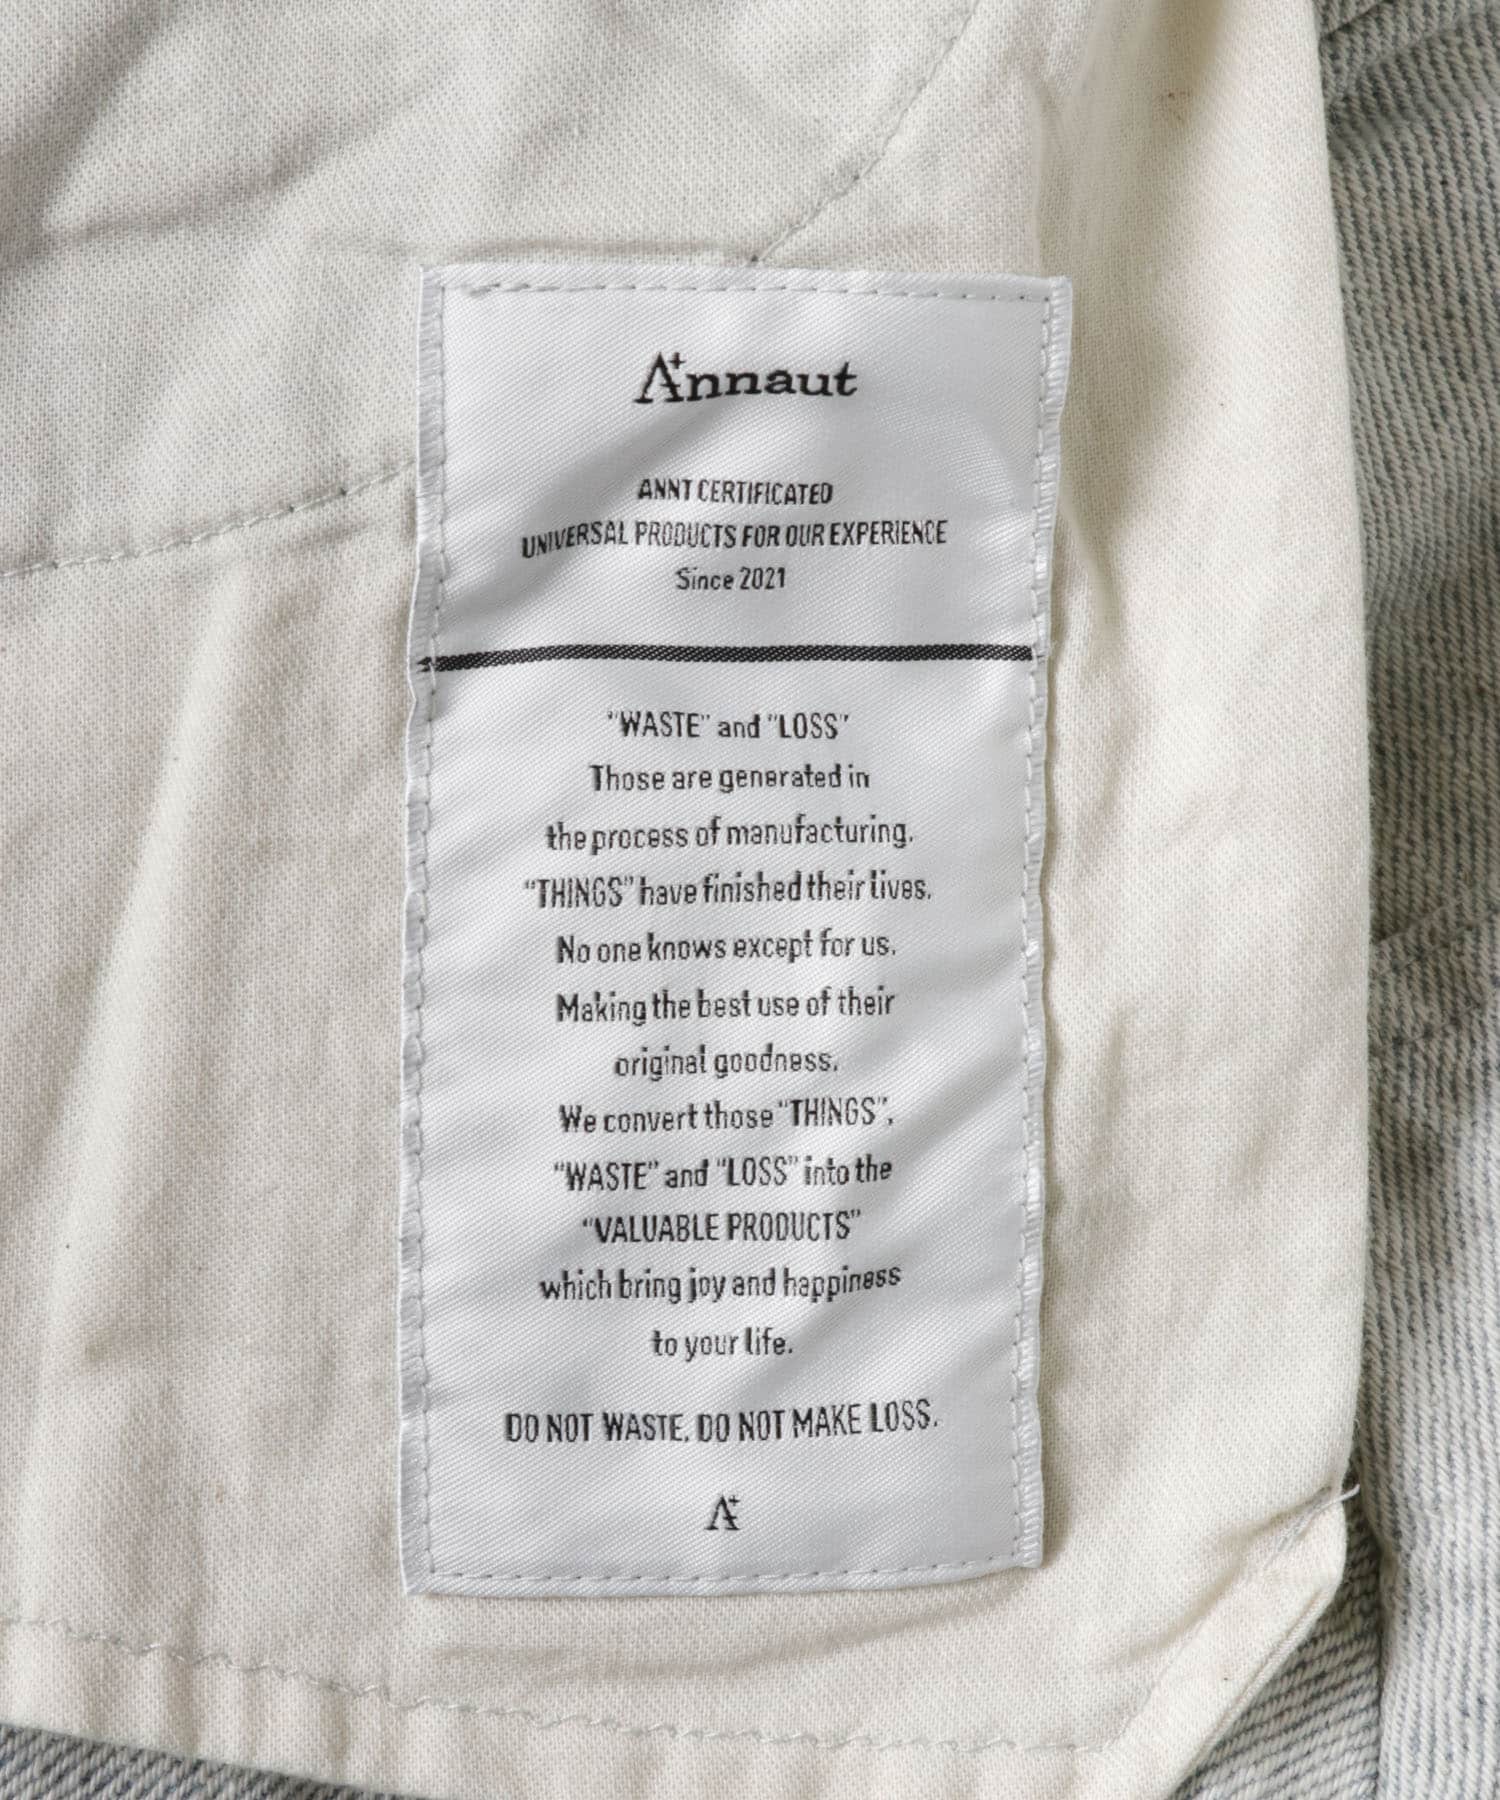 Annaut
ANNT CERTIFICATED
UNIVERSAL PRODUCTS FOR OUR EXPERIENCE
Since 2021
“WASTE” and “LOSS”
Those are generated in
the process of manufacturing.
“THINGS” have finished their lives.
No one knows except for us.
Making the best use of their
original goodness.
We convert those “THINGS”,
“WASTE” and “LOSS” into the
“VALUABLE PRODUCTS”
which bring joy and happiness
to your life.
DO NOT WASTE. DO NOT MAKE LOSS.
A+